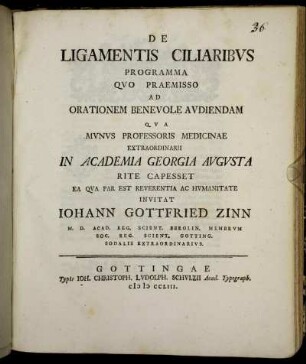 36
DE
LIGAMENTIS CILIARIBVS
PROGRAMMA
QVO PRAEMISSO
AD
ORATIONEM BENEVOLE AVDIENDAM
QVA
MVNVS PROFESSORIS MEDICINAE
EXTRAORDINARII
IN ACADEMIA GEORGIA AVGVSTA
RITE CAPESSET
EA QVA PAR EST REVERENTIA AC HVMANITATE
INVITAT
IOHANN GOTTFRIED ZINN
M. D. ACAD. REG. SCIENT. BEROLIN. MEMBRVM
SOC. REG. SCIENT. GOTTING.
SODALIS EXTRAORDINARIVS.
GOTTINGAE
Typis IOH. CHRISTOPH. LVDOLPH. SCHVLZII Acad. Typograph.
cIↃ IↃ CCLIII.